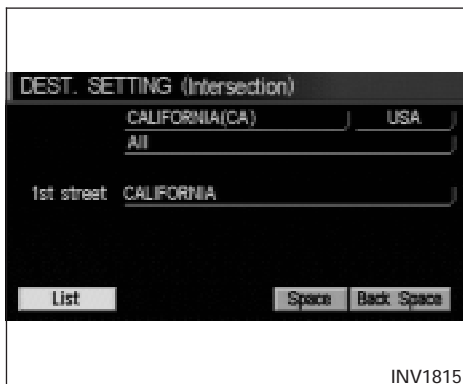 DEST. SETTING (Intersection)
CALIFORNIA(CA) USA
All
1st street CALIFORNIA
List Space Back Space
INV1815